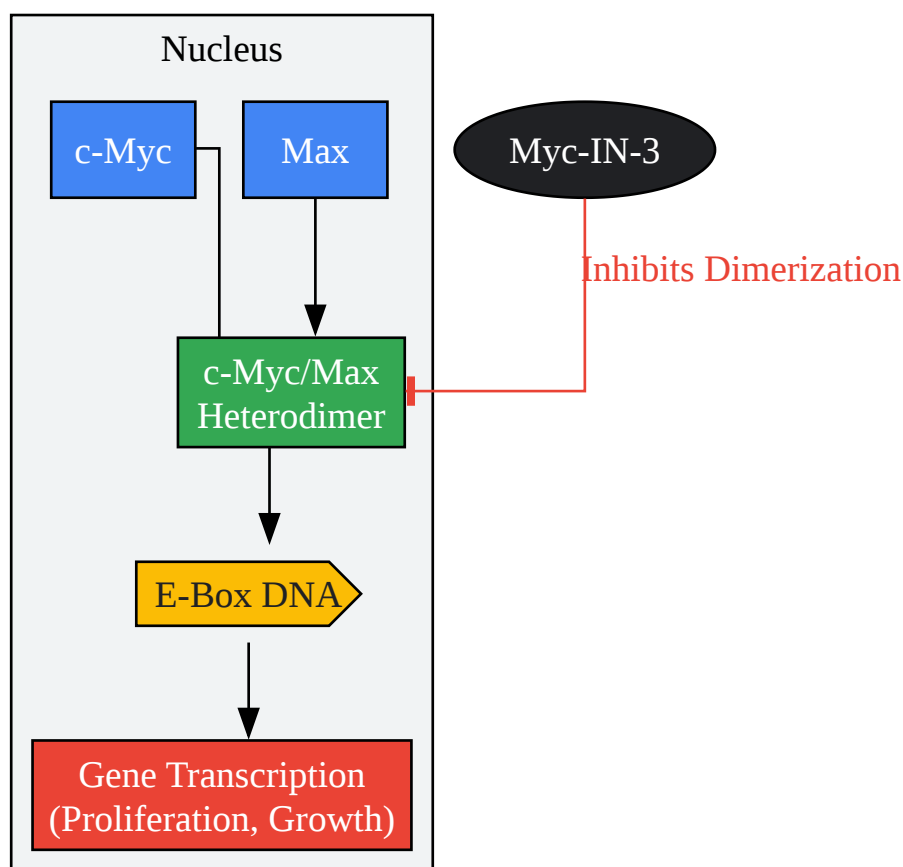 Nucleus
c-Myc
Max
Myc-IN-3
Inhibits Dimerization
c-Myc/Max
Heterodimer
E-Box DNA
Gene Transcription
(Proliferation, Growth)